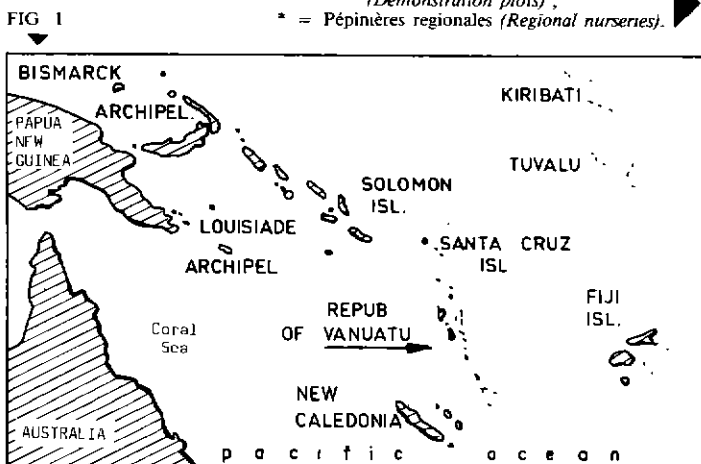 (Demonstration plots) ;
FIG 1
* = Pépinières regionales (Regional nurseries).
BISMARCK
ARCHIPEL.
PAPUA
NEW
GUINEA
KIRIBATI
TUVALU
SOLOMON
ISL.
LOUISIADE
ARCHIPEL
SANTA CRUZ
ISL
FIJI
ISL.
REPUB
OF VANUATU
Coral
Sea
NEW
CALEDONIA
AUSTRALIA
pacific ocean